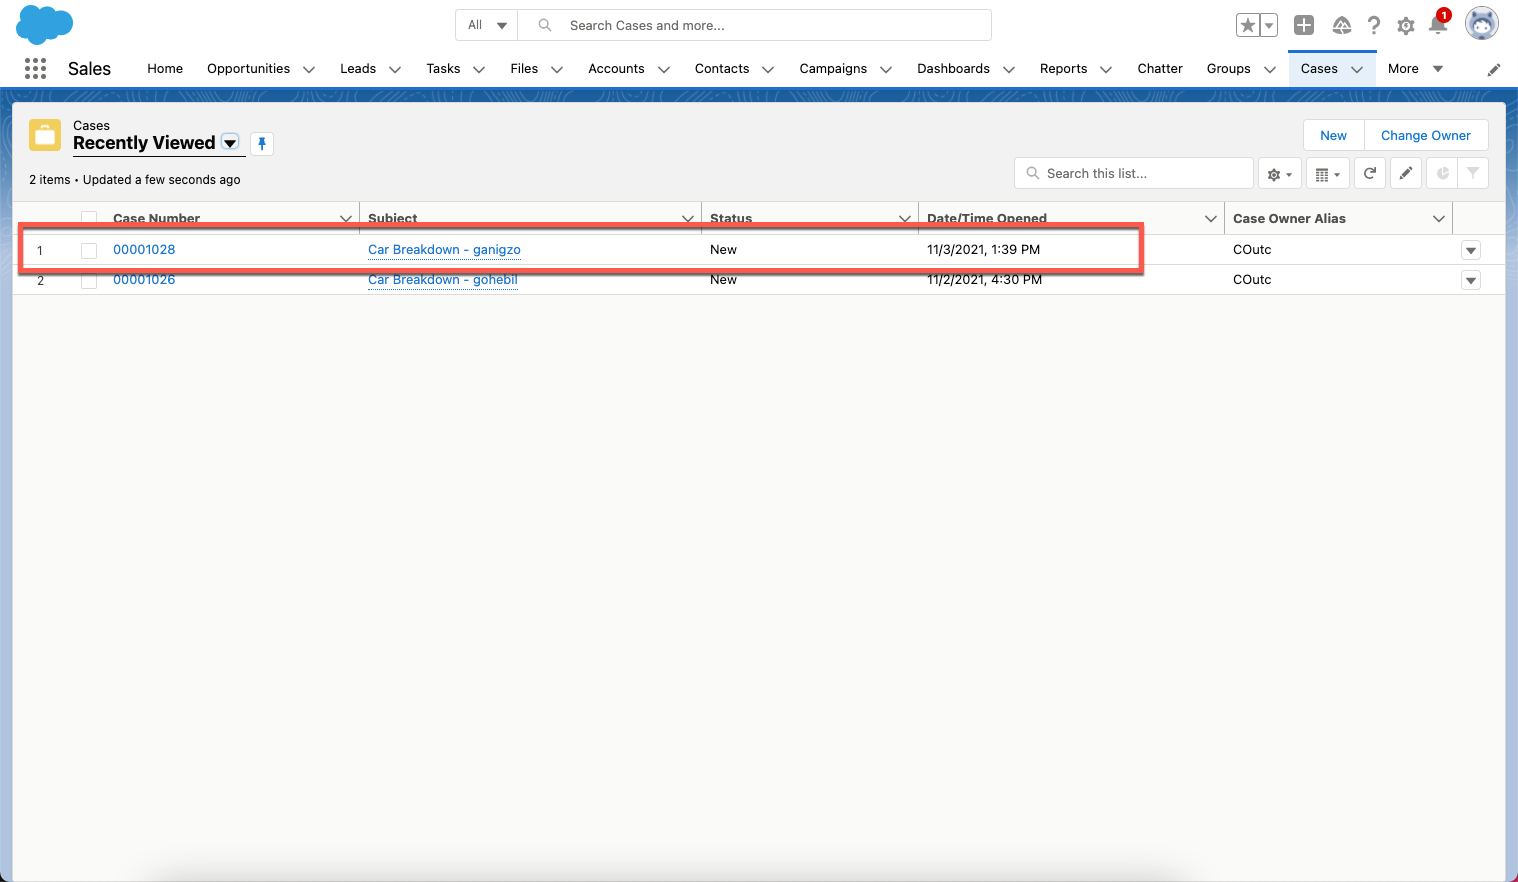 All
Search Cases and more...
1
Sales
Home
Opportunities
Leads
Tasks
Files
Accounts
Contacts
Campaigns
Dashboards
Reports
Chatter
Groups
Cases
More
Cases
Recently Viewed
New
Change Owner
2 items • Updated a few seconds ago
Search this list...
Case Number
Subject
Status
Date/Time Opened
Case Owner Alias
1
00001028
Car Breakdown - ganigzo
New
11/3/2021, 1:39 PM
COutc
2
00001026
Car Breakdown - gohebil
New
11/2/2021, 4:30 PM
COutc